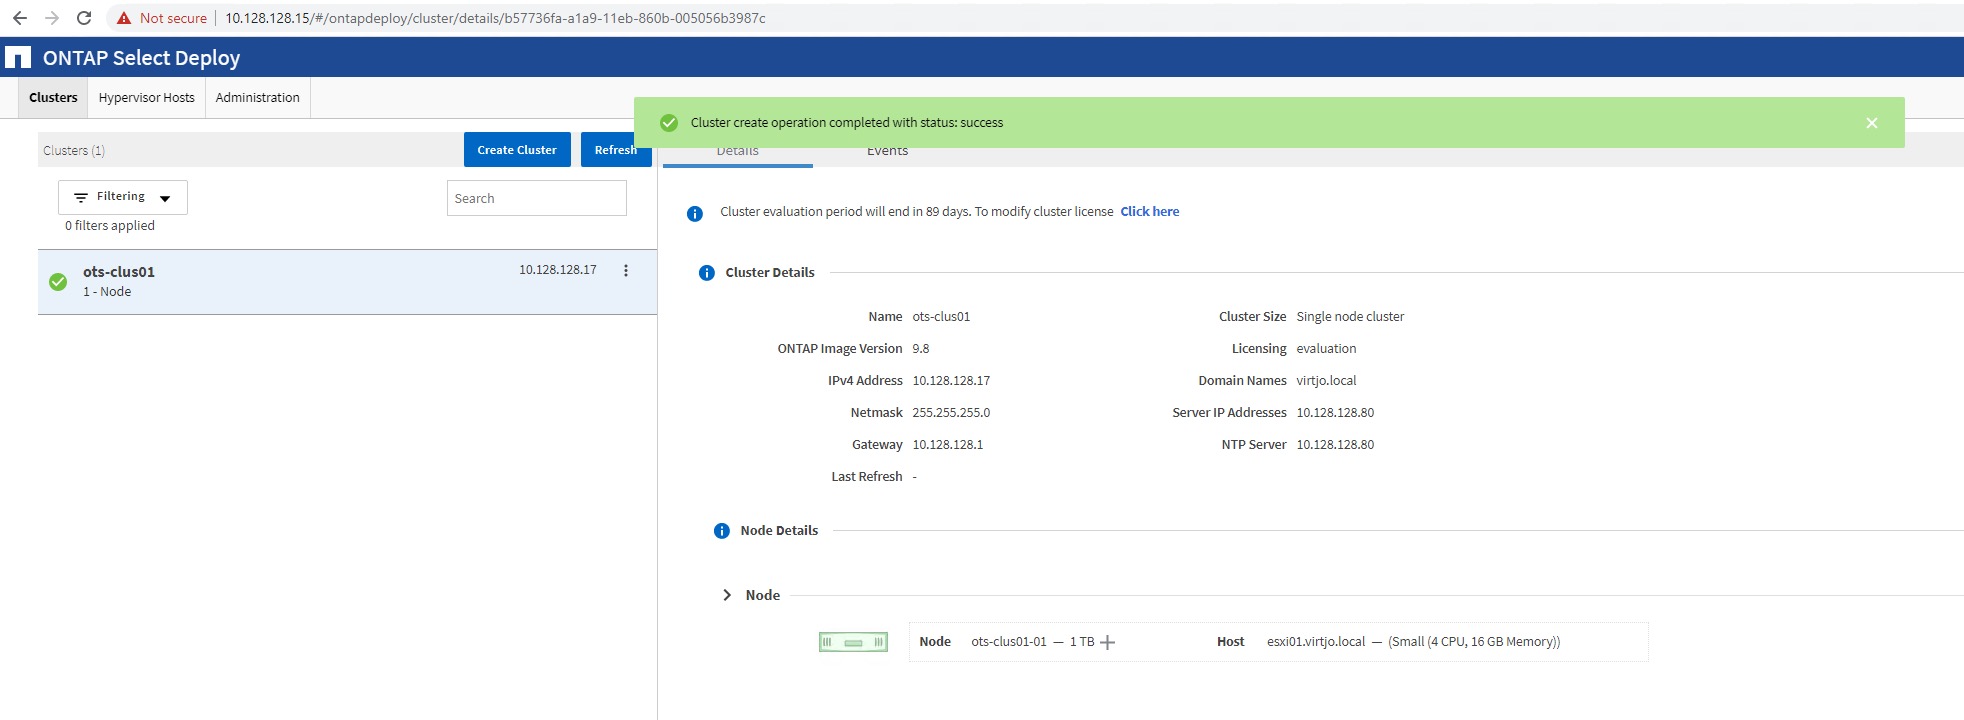 Not secure 10.128.128.15/#/ontapdeploy/cluster/details/b57736fa-a1a9-11eb-860b-005056b3987c
ONTAP Select Deploy
Clusters Hypervisor Hosts Administration
Cluster create operation completed with status: success
Clusters (1) Create Cluster Refresh
Details Events
Filtering Search
0 filters applied
ots-clus01 10.128.128.17
1 - Node
Cluster evaluation period will end in 89 days. To modify cluster license Click here
Cluster Details
Name ots-clus01 Cluster Size Single node cluster
ONTAP Image Version 9.8 Licensing evaluation
IPv4 Address 10.128.128.17 Domain Names virtjo.local
Netmask 255.255.255.0 Server IP Addresses 10.128.128.80
Gateway 10.128.128.1 NTP Server 10.128.128.80
Last Refresh -
Node Details
Node
Node ots-clus01-01 — 1 TB Host esxi01.virtjo.local — (Small (4 CPU, 16 GB Memory))